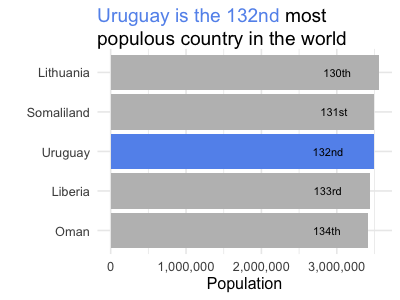 Uruguay is the 132nd most
populous country in the world
Lithuania 130th
Somaliland 131st
Uruguay 132nd
Liberia 133rd
Oman 134th
0 1,000,000 2,000,000 3,000,000
Population